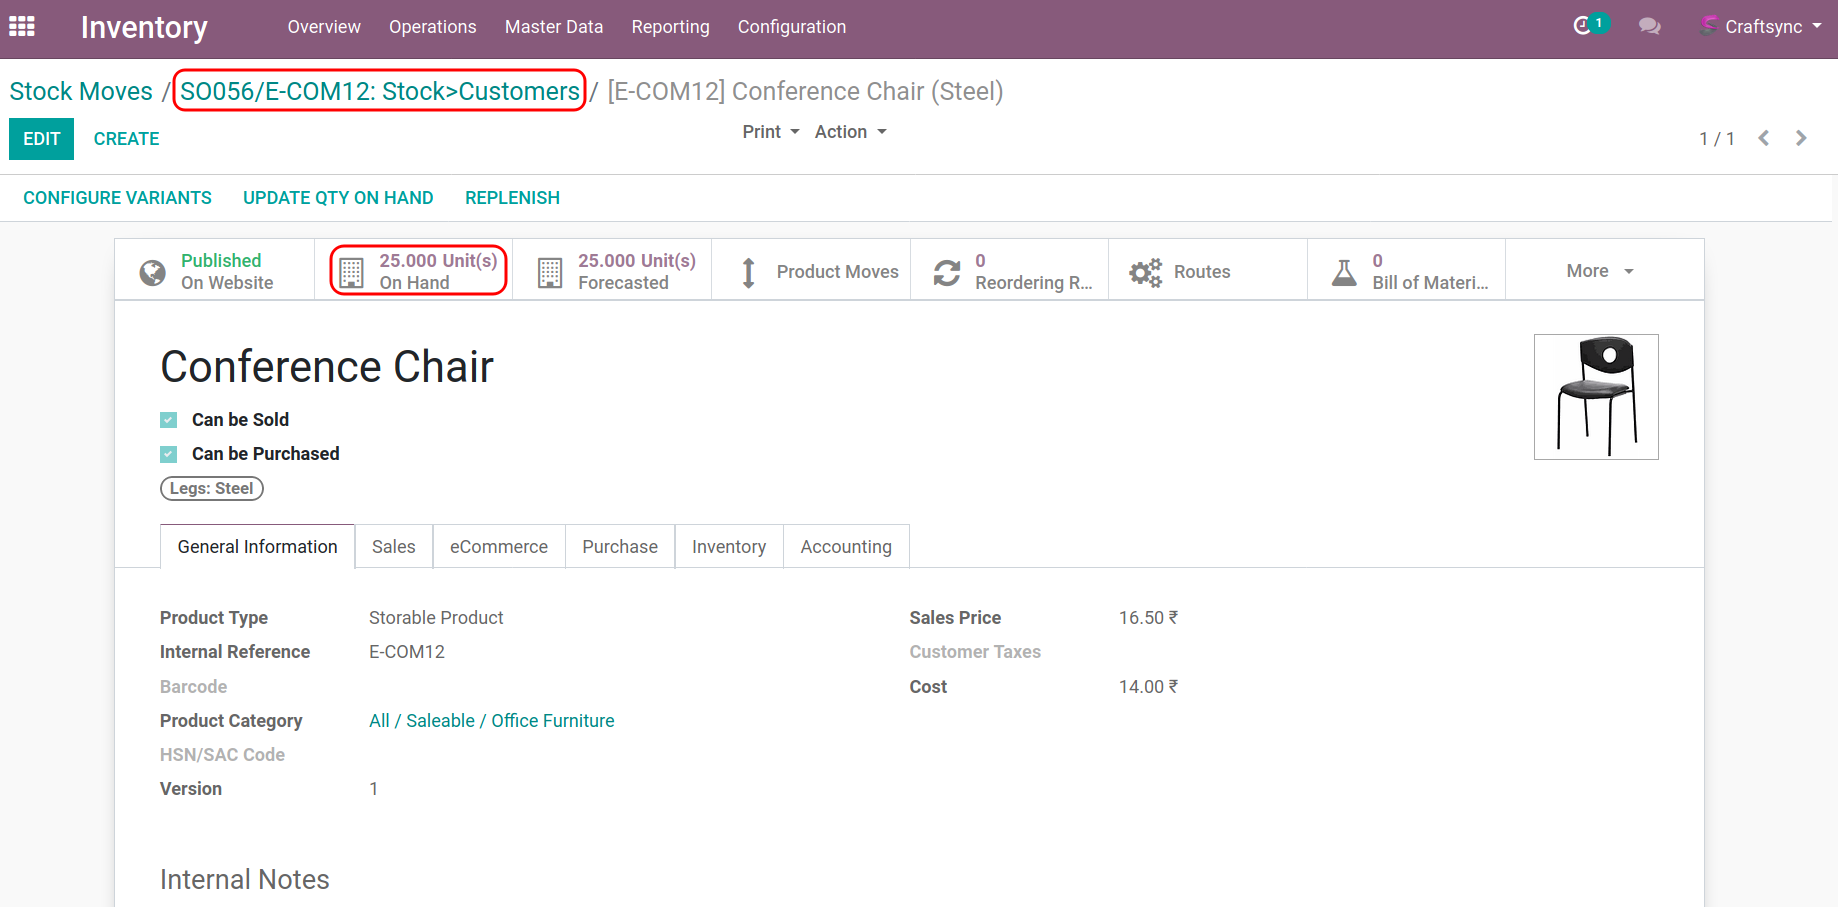 Inventory Overview Operations Master Data Reporting Configuration 1 Craftsync
Stock Moves / SO056/E-COM12: Stock>Customers / [E-COM12] Conference Chair (Steel)
EDIT CREATE Print Action 1 / 1
CONFIGURE VARIANTS UPDATE QTY ON HAND REPLENISH
Published 25.000 Unit(s) 25.000 Unit(s) Product Moves 0 Routes 0 More
On Website On Hand Forecasted Reordering R... Bill of Materi...
Conference Chair
Can be Sold
Can be Purchased
Legs: Steel
General Information Sales eCommerce Purchase Inventory Accounting
Product Type Storable Product Sales Price 16.50 ₹
Internal Reference E-COM12 Customer Taxes
Barcode Cost 14.00 ₹
Product Category All / Saleable / Office Furniture
HSN/SAC Code
Version 1
Internal Notes